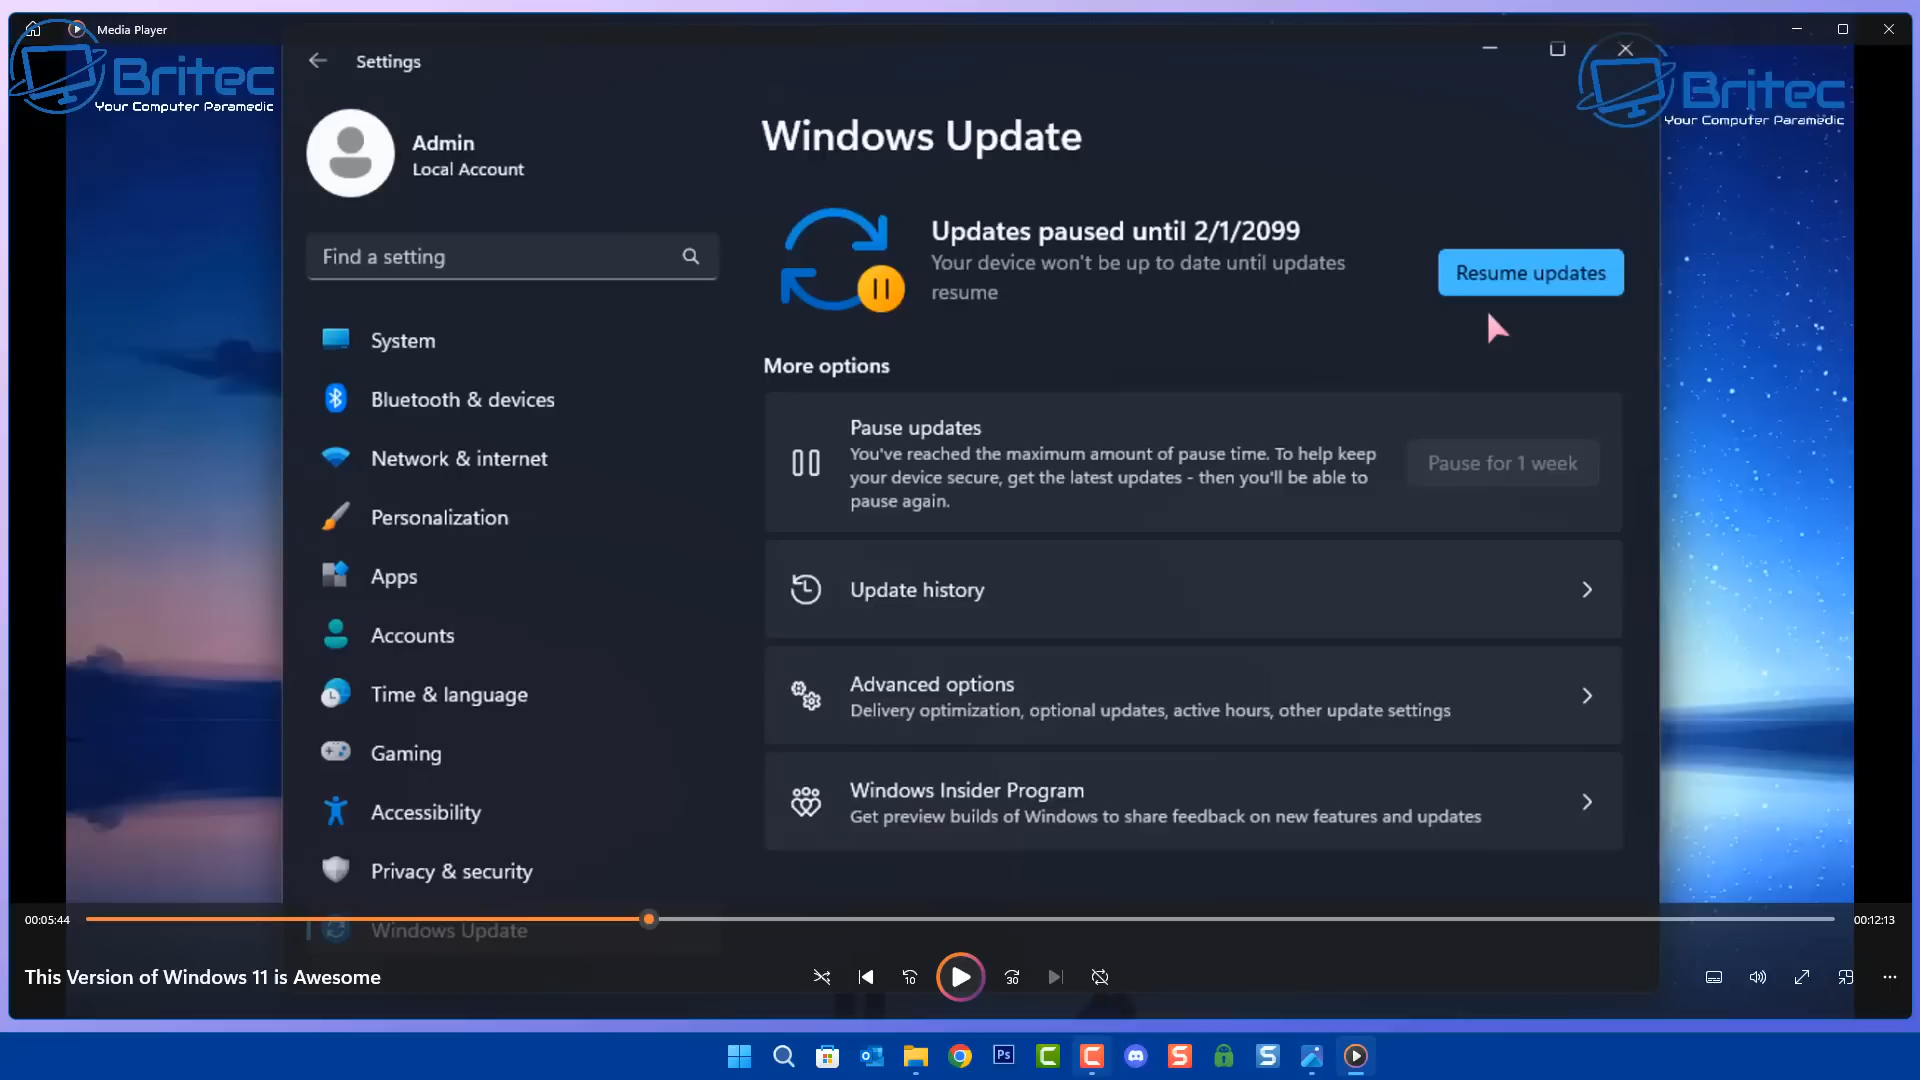 Media Player
Britec
Your Computer Paramedic
Britec
Your Computer Paramedic
Settings
Admin
Local Account
Find a setting
System
Bluetooth & devices
Network & internet
Personalization
Apps
Accounts
Time & language
Gaming
Accessibility
Privacy & security
Windows Update
Windows Update
Updates paused until 2/1/2099
Your device won't be up to date until updates
resume
Resume updates
More options
Pause updates
You've reached the maximum amount of pause time. To help keep
your device secure, get the latest updates - then you'll be able to
pause again.
Pause for 1 week
Update history
Advanced options
Delivery optimization, optional updates, active hours, other update settings
Windows Insider Program
Get preview builds of Windows to share feedback on new features and updates
00:05:44
00:12:13
This Version of Windows 11 is Awesome
10
30
Ps
C
C
S
S